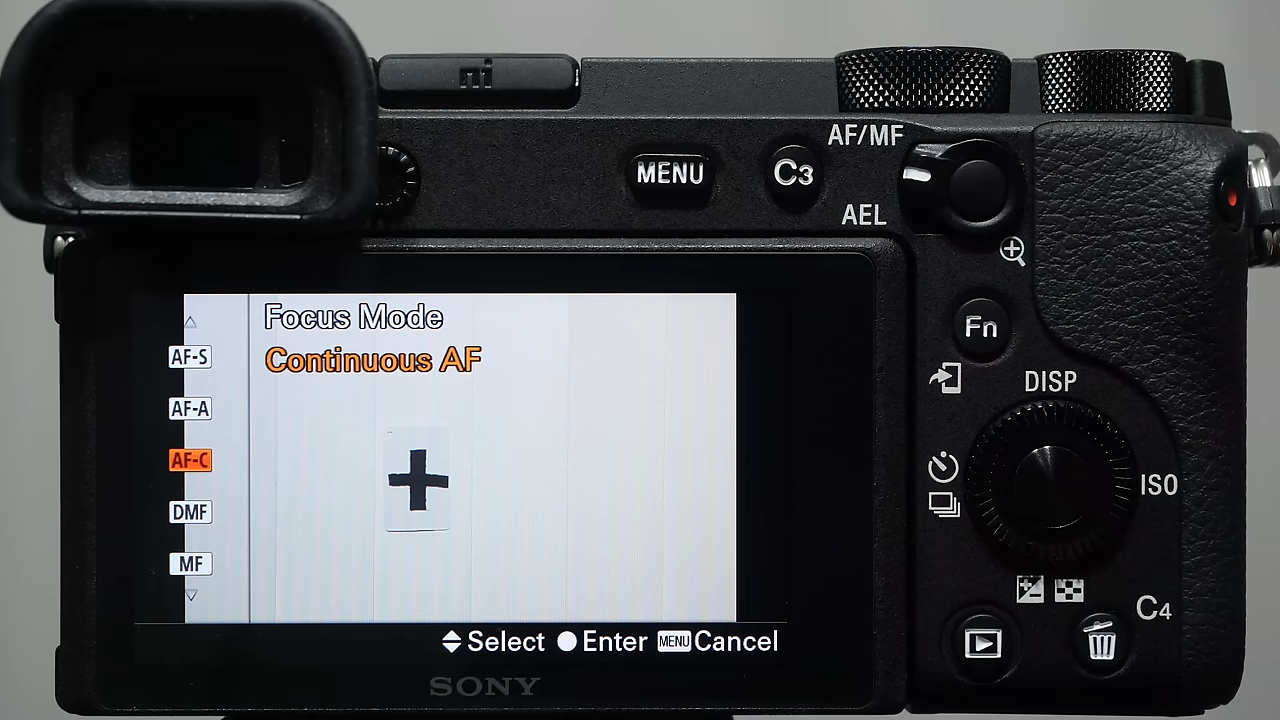 AF/MF
MENU
C3
AEL
Fn
Focus Mode
Continuous AF
AF-S
AF-A
AF-C
DMF
MF
DISP
ISO
C4
Select Enter MENU Cancel
SONY